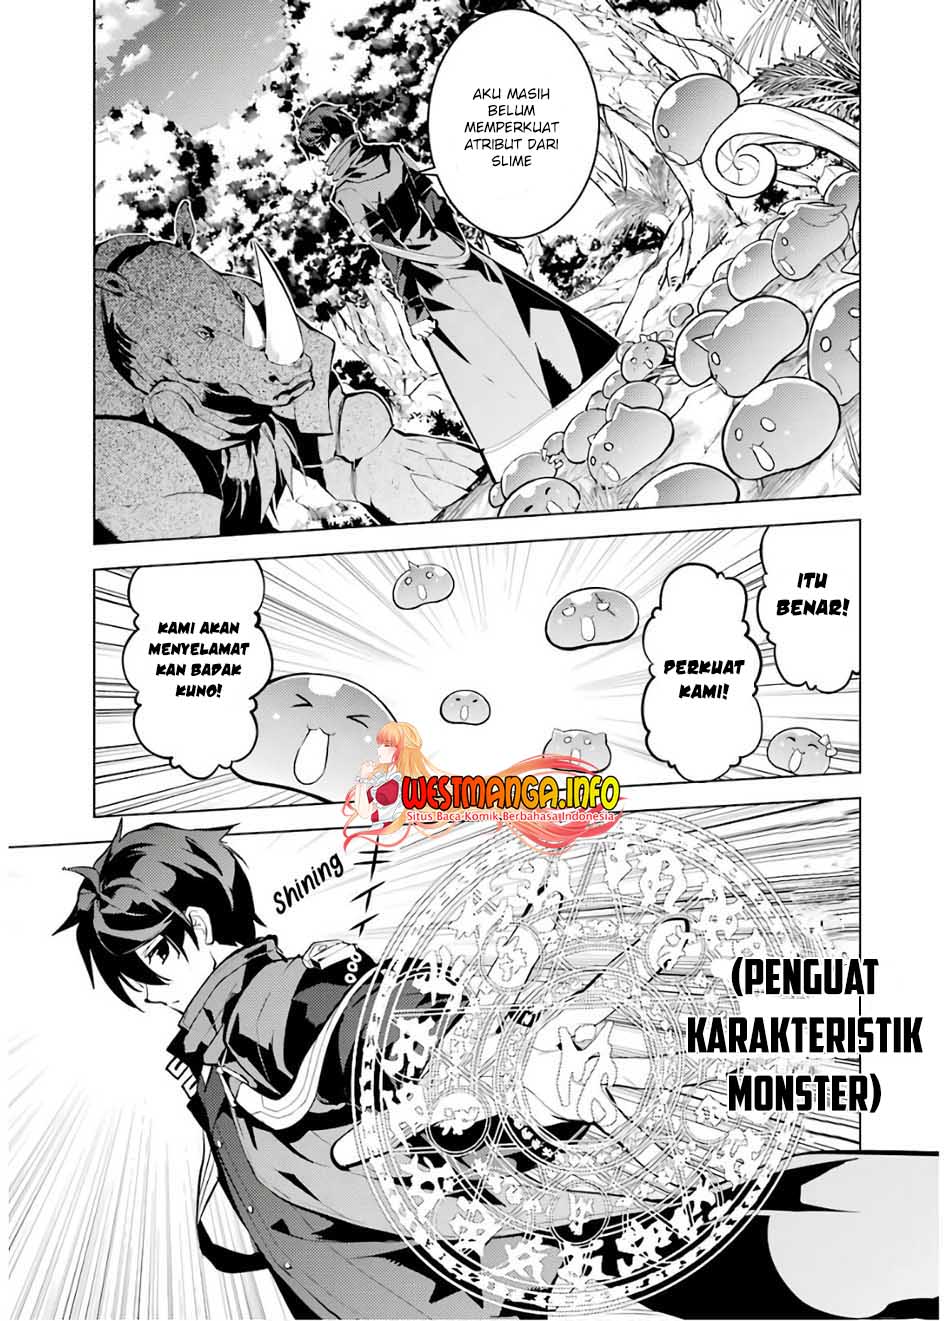 AKU MASIH
BELUM
MEMPERKUAT
ATRIBUT DARI
SLIME
ITU
BENAR!
PERKUAT
KAMI!
KAMI AKAN
MENYELAMAT
KAN BAPAK
KUNO!
WESTMANGA.INFO
Situs Baca Komik Berbahasa Indonesia
Shining
(PENGUAT
KARAKTERISTIK
MONSTER)